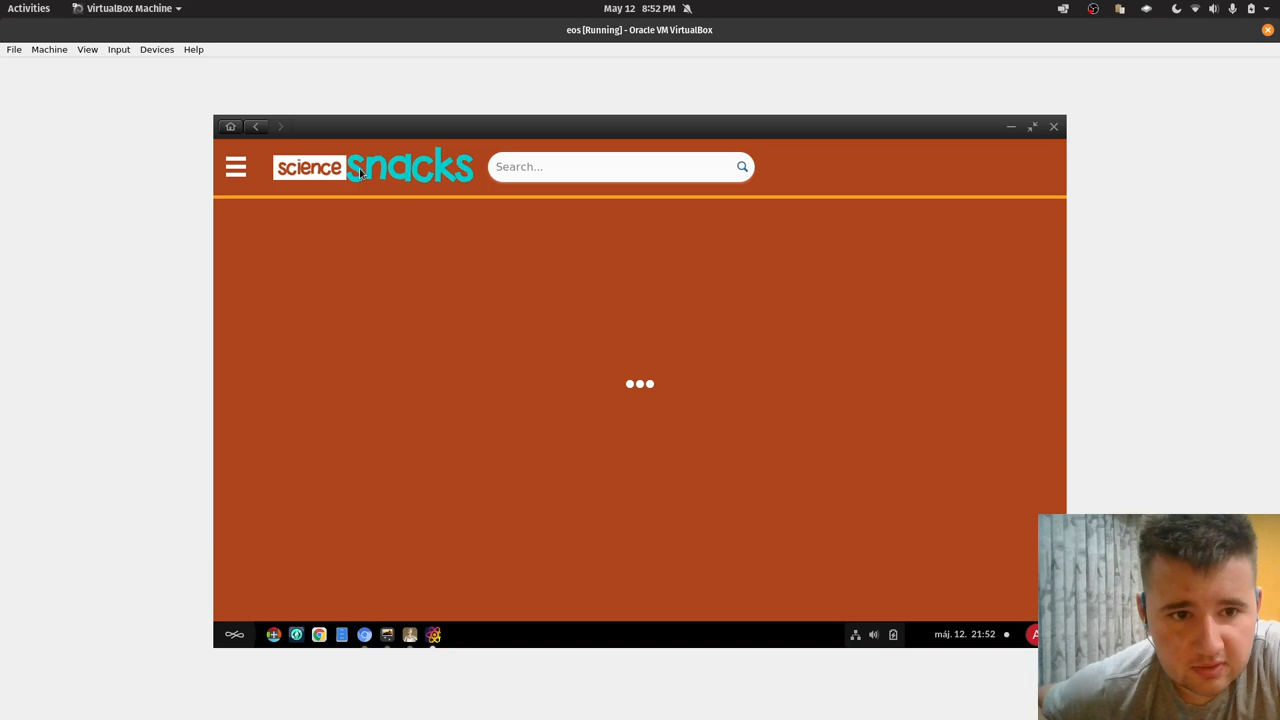 Activities VirtualBox Machine May 12 8:52 PM
eos [Running] - Oracle VM VirtualBox
File Machine View Input Devices Help
science snacks Search...
máj. 12. 21:52